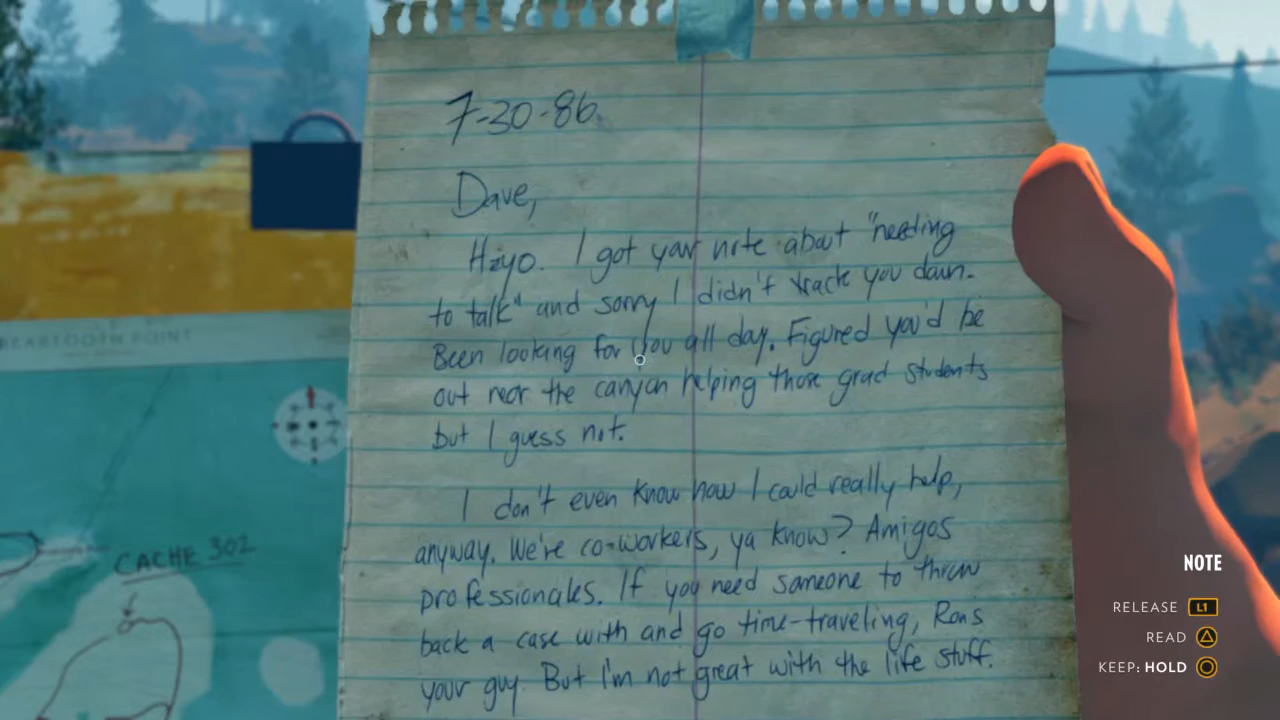 7-30-86.
Dave,
Hiyo. I got your note about "needing
to talk" and sorry I didn't track you down.
Been looking for you all day. Figured you'd be
out near the canyon helping those grad students
but I guess not.
I don't even know how I could really help,
anyway. We're co-workers, ya know? Amigos
professionales. If you need someone to throw
back a case with and go time-traveling, Ron's
your guy. But I'm not great with the life stuff.
BEARTOOTH POINT
CACHE 302
NOTE
RELEASE L1
READ
KEEP: HOLD